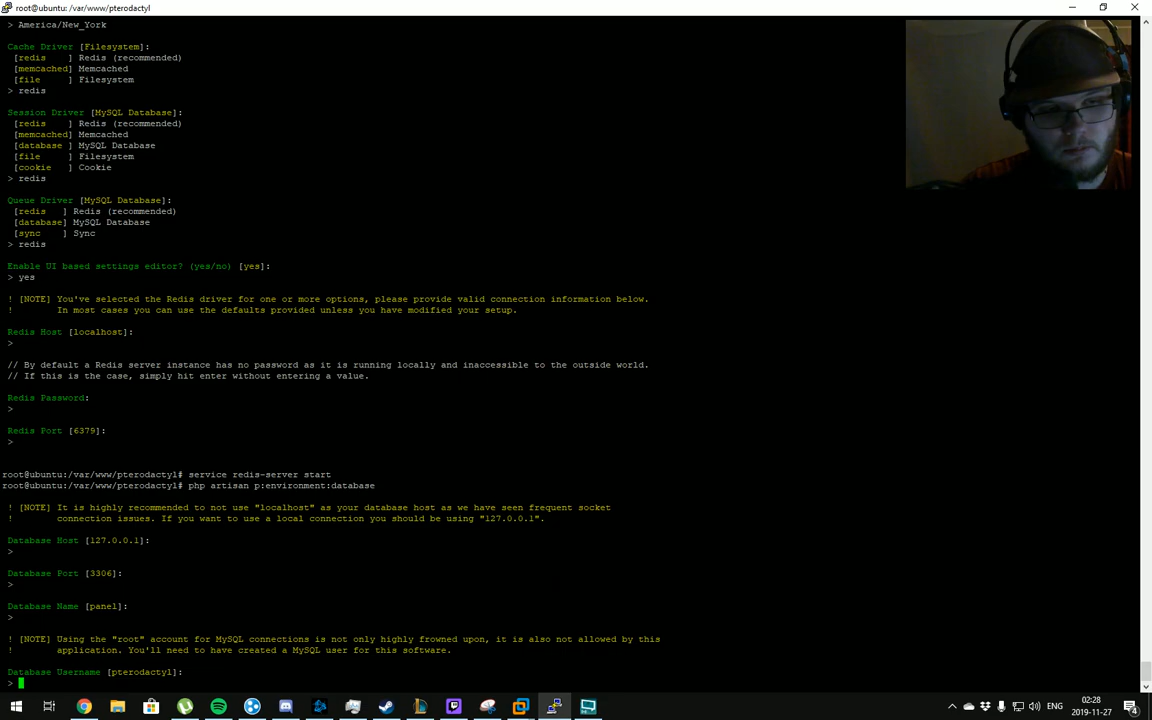 root@ubuntu: /var/www/pterodactyl
> America/New_York
Cache Driver [Filesystem]:
[redis    ] Redis (recommended)
[memcached] Memcached
[file     ] Filesystem
> redis
Session Driver [MySQL Database]:
[redis    ] Redis (recommended)
[memcached] Memcached
[database ] MySQL Database
[file     ] Filesystem
[cookie   ] Cookie
> redis
Queue Driver [MySQL Database]:
[redis   ] Redis (recommended)
[database] MySQL Database
[sync    ] Sync
> redis
Enable UI based settings editor? (yes/no) [yes]:
> yes
! [NOTE] You've selected the Redis driver for one or more options, please provide valid connection information below.
!        In most cases you can use the defaults provided unless you have modified your setup.
Redis Host [localhost]:
>
// By default a Redis server instance has no password as it is running locally and inaccessible to the outside world.
// If this is the case, simply hit enter without entering a value.
Redis Password:
>
Redis Port [6379]:
>
root@ubuntu:/var/www/pterodactyl# service redis-server start
root@ubuntu:/var/www/pterodactyl# php artisan p:environment:database
! [NOTE] It is highly recommended to not use "localhost" as your database host as we have seen frequent socket
!        connection issues. If you want to use a local connection you should be using "127.0.0.1".
Database Host [127.0.0.1]:
>
Database Port [3306]:
>
Database Name [panel]:
>
! [NOTE] Using the "root" account for MySQL connections is not only highly frowned upon, it is also not allowed by this
!        application. You'll need to have created a MySQL user for this software.
Database Username [pterodactyl]:
>
ENG
02:28
2019-11-27
4